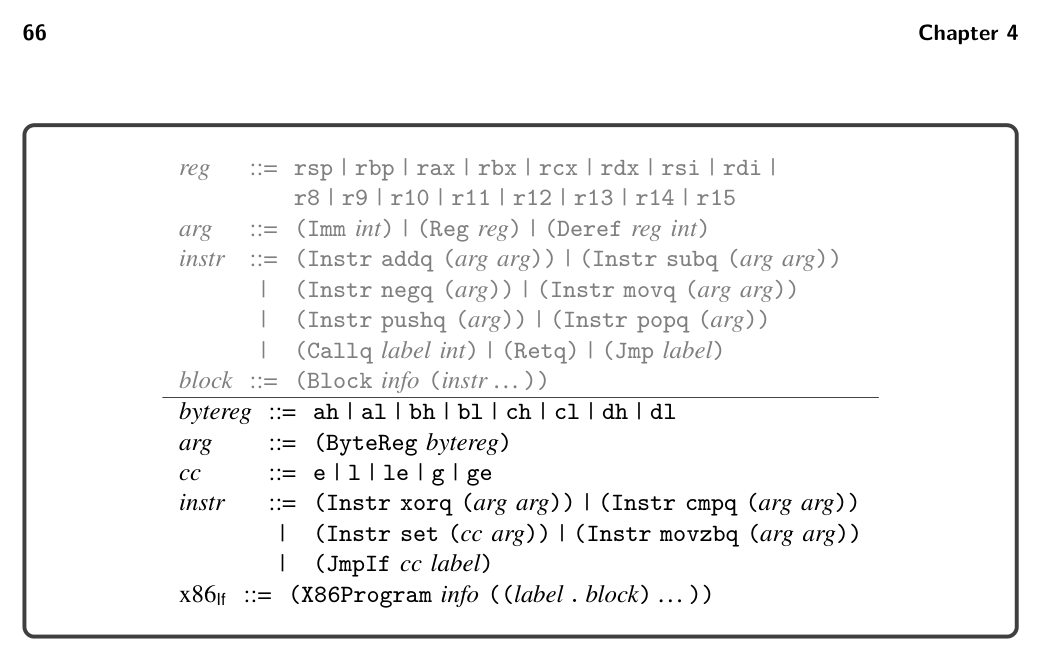 66 Chapter 4
reg ::= rsp | rbp | rax | rbx | rcx | rdx | rsi | rdi |
r8 | r9 | r10 | r11 | r12 | r13 | r14 | r15
arg ::= (Imm int) | (Reg reg) | (Deref reg int)
instr ::= (Instr addq (arg arg)) | (Instr subq (arg arg))
| (Instr negq (arg)) | (Instr movq (arg arg))
| (Instr pushq (arg)) | (Instr popq (arg))
| (Callq label int) | (Retq) | (Jmp label)
block ::= (Block info (instr ...))
bytereg ::= ah | al | bh | bl | ch | cl | dh | dl
arg ::= (ByteReg bytereg)
cc ::= e | l | le | g | ge
instr ::= (Instr xorq (arg arg)) | (Instr cmpq (arg arg))
| (Instr set (cc arg)) | (Instr movzbq (arg arg))
| (JmpIf cc label)
x86If ::= (X86Program info ((label . block) ...))